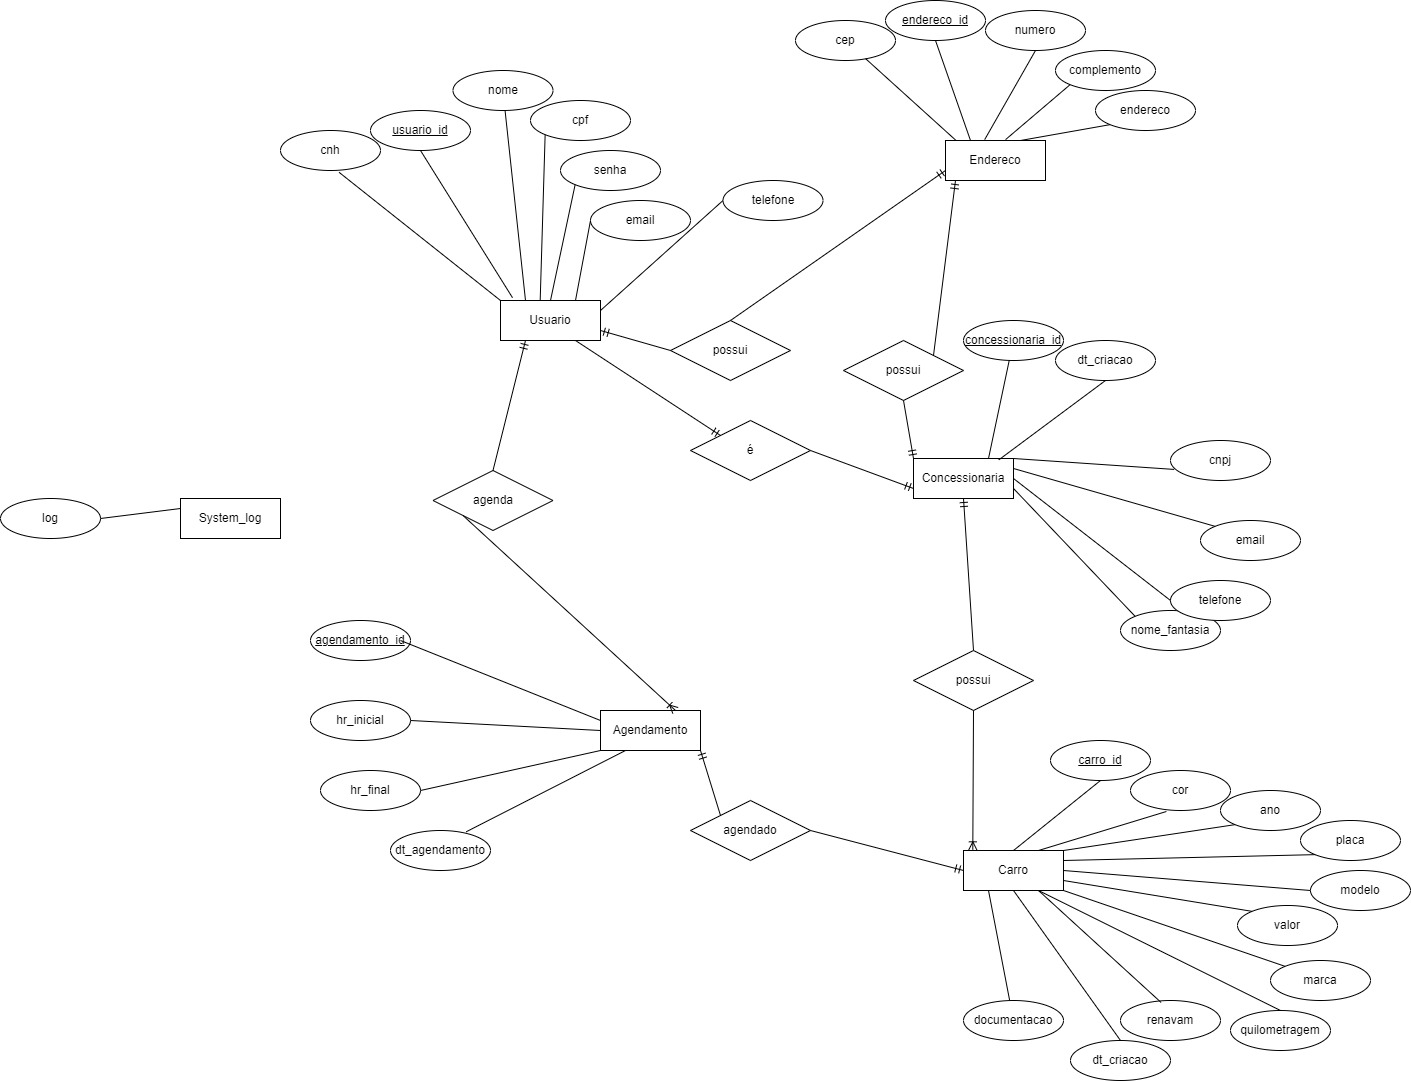 endereco_id
numero
cep
complemento
nome
endereco
cpf
usuario_id
cnh
Endereco
senha
telefone
email
Usuario
concessionaria_id
possui
dt_criacao
possui
é
cnpj
Concessionaria
agenda
log
System_log
email
telefone
nome_fantasia
agendamento_id
possui
hr_inicial
Agendamento
carro_id
hr_final
cor
ano
agendado
placa
dt_agendamento
Carro
modelo
valor
marca
documentacao
renavam
quilometragem
dt_criacao